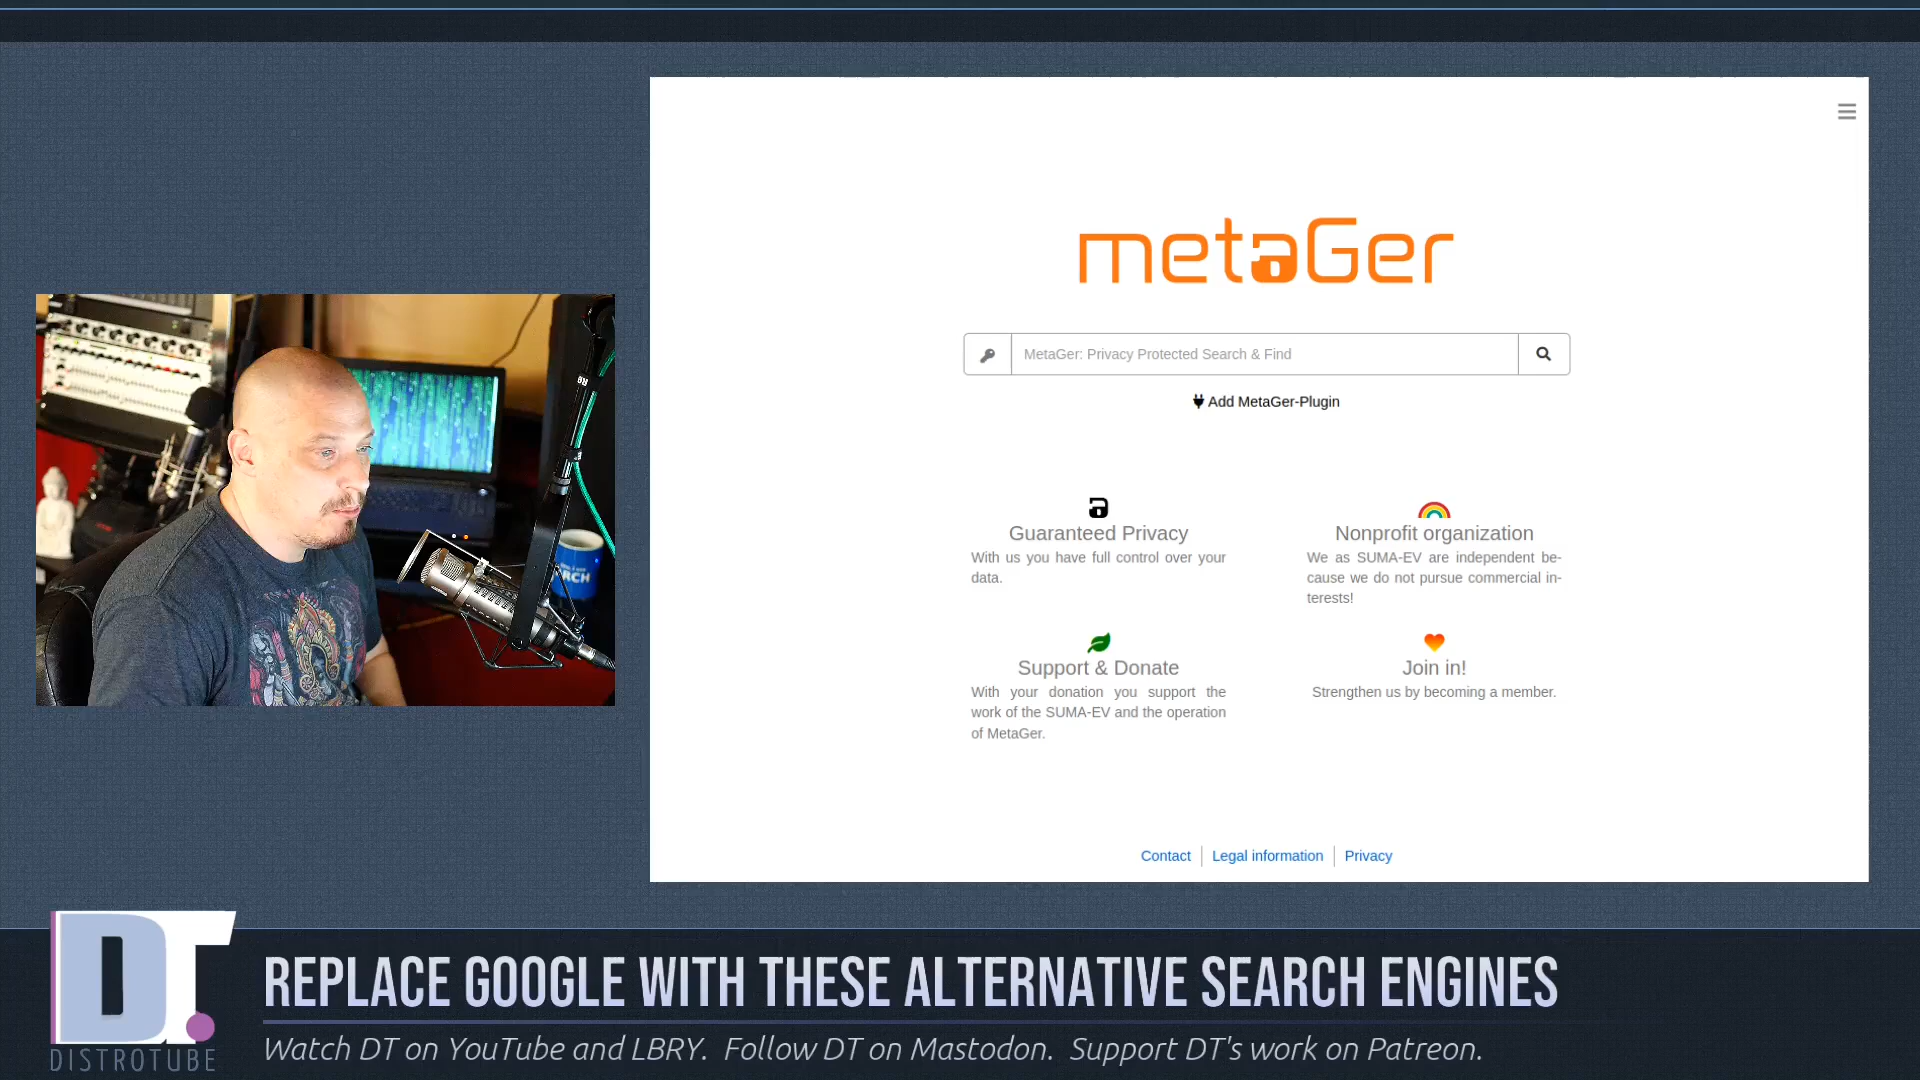 metaGer
MetaGer: Privacy Protected Search & Find
Add MetaGer-Plugin
Guaranteed Privacy
With us you have full control over your
data.
Nonprofit organization
We as SUMA-EV are independent be-
cause we do not pursue commercial in-
terests!
Support & Donate
With your donation you support the
work of the SUMA-EV and the operation
of MetaGer.
Join in!
Strengthen us by becoming a member.
Contact
Legal information
Privacy
RCH
DT
DISTROTUBE
REPLACE GOOGLE WITH THESE ALTERNATIVE SEARCH ENGINES
Watch DT on YouTube and LBRY. Follow DT on Mastodon. Support DT's work on Patreon.